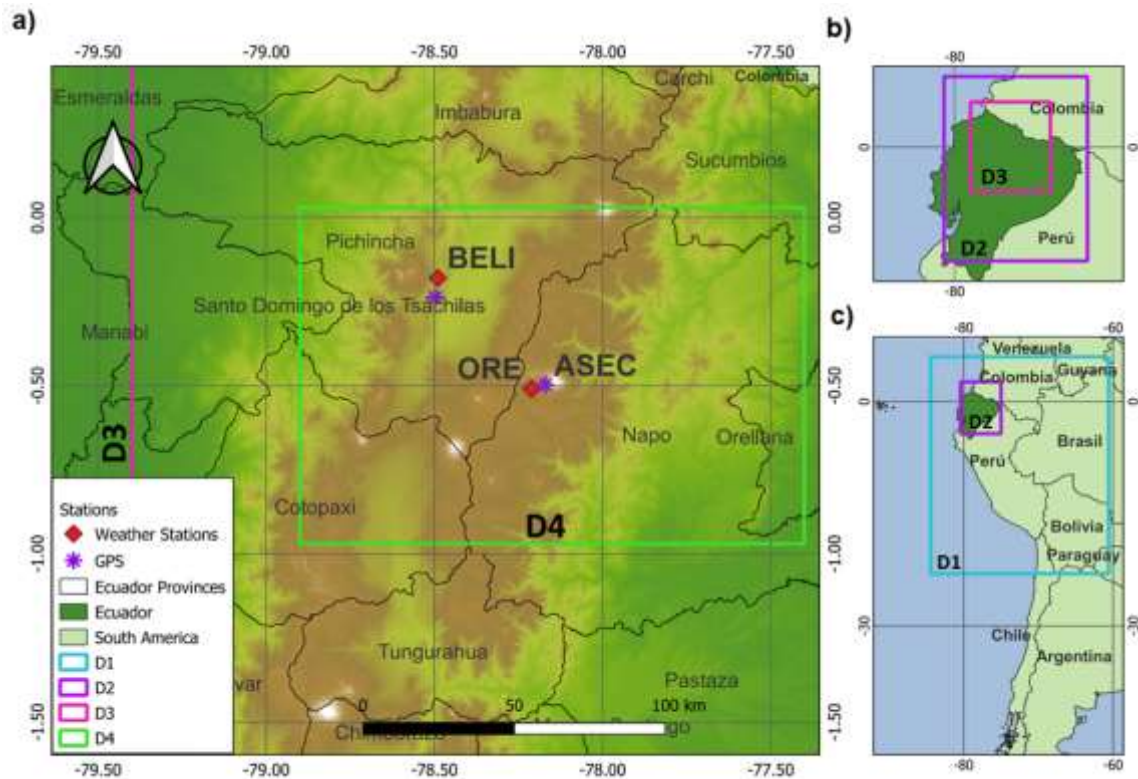 a)
-79.50
-79.00
-78.50
-78.00
-77.40
Esmeraldas
Carchi
Colombia
Imbabura
Sucumbios
0.00
0.00
Pichincha
BELI
Santo Domingo de los Tsachilas
Manabi
ORE
ASEC
-0.50
-0.50
D3
Napo
Orellana
Cotopaxi
D4
-1.00
-1.00
Tungurahua
var
Pastaza
0
50
100 km
go
-1.50
-1.50
-79.50
-79.00
-78.50
-78.00
-77.40
Stations
Weather Stations
GPS
Ecuador Provinces
Ecuador
South America
D1
D2
D3
D4
b)
-80
Colombia
0
0
D3
Perú
D2
-80
c)
-80
-60
Venezuela
Colombia
Guyana
0
0
D2
Brasil
Perú
Bolivia
Paraguay
D1
-30
-30
Chile
Argentina
-80
-60